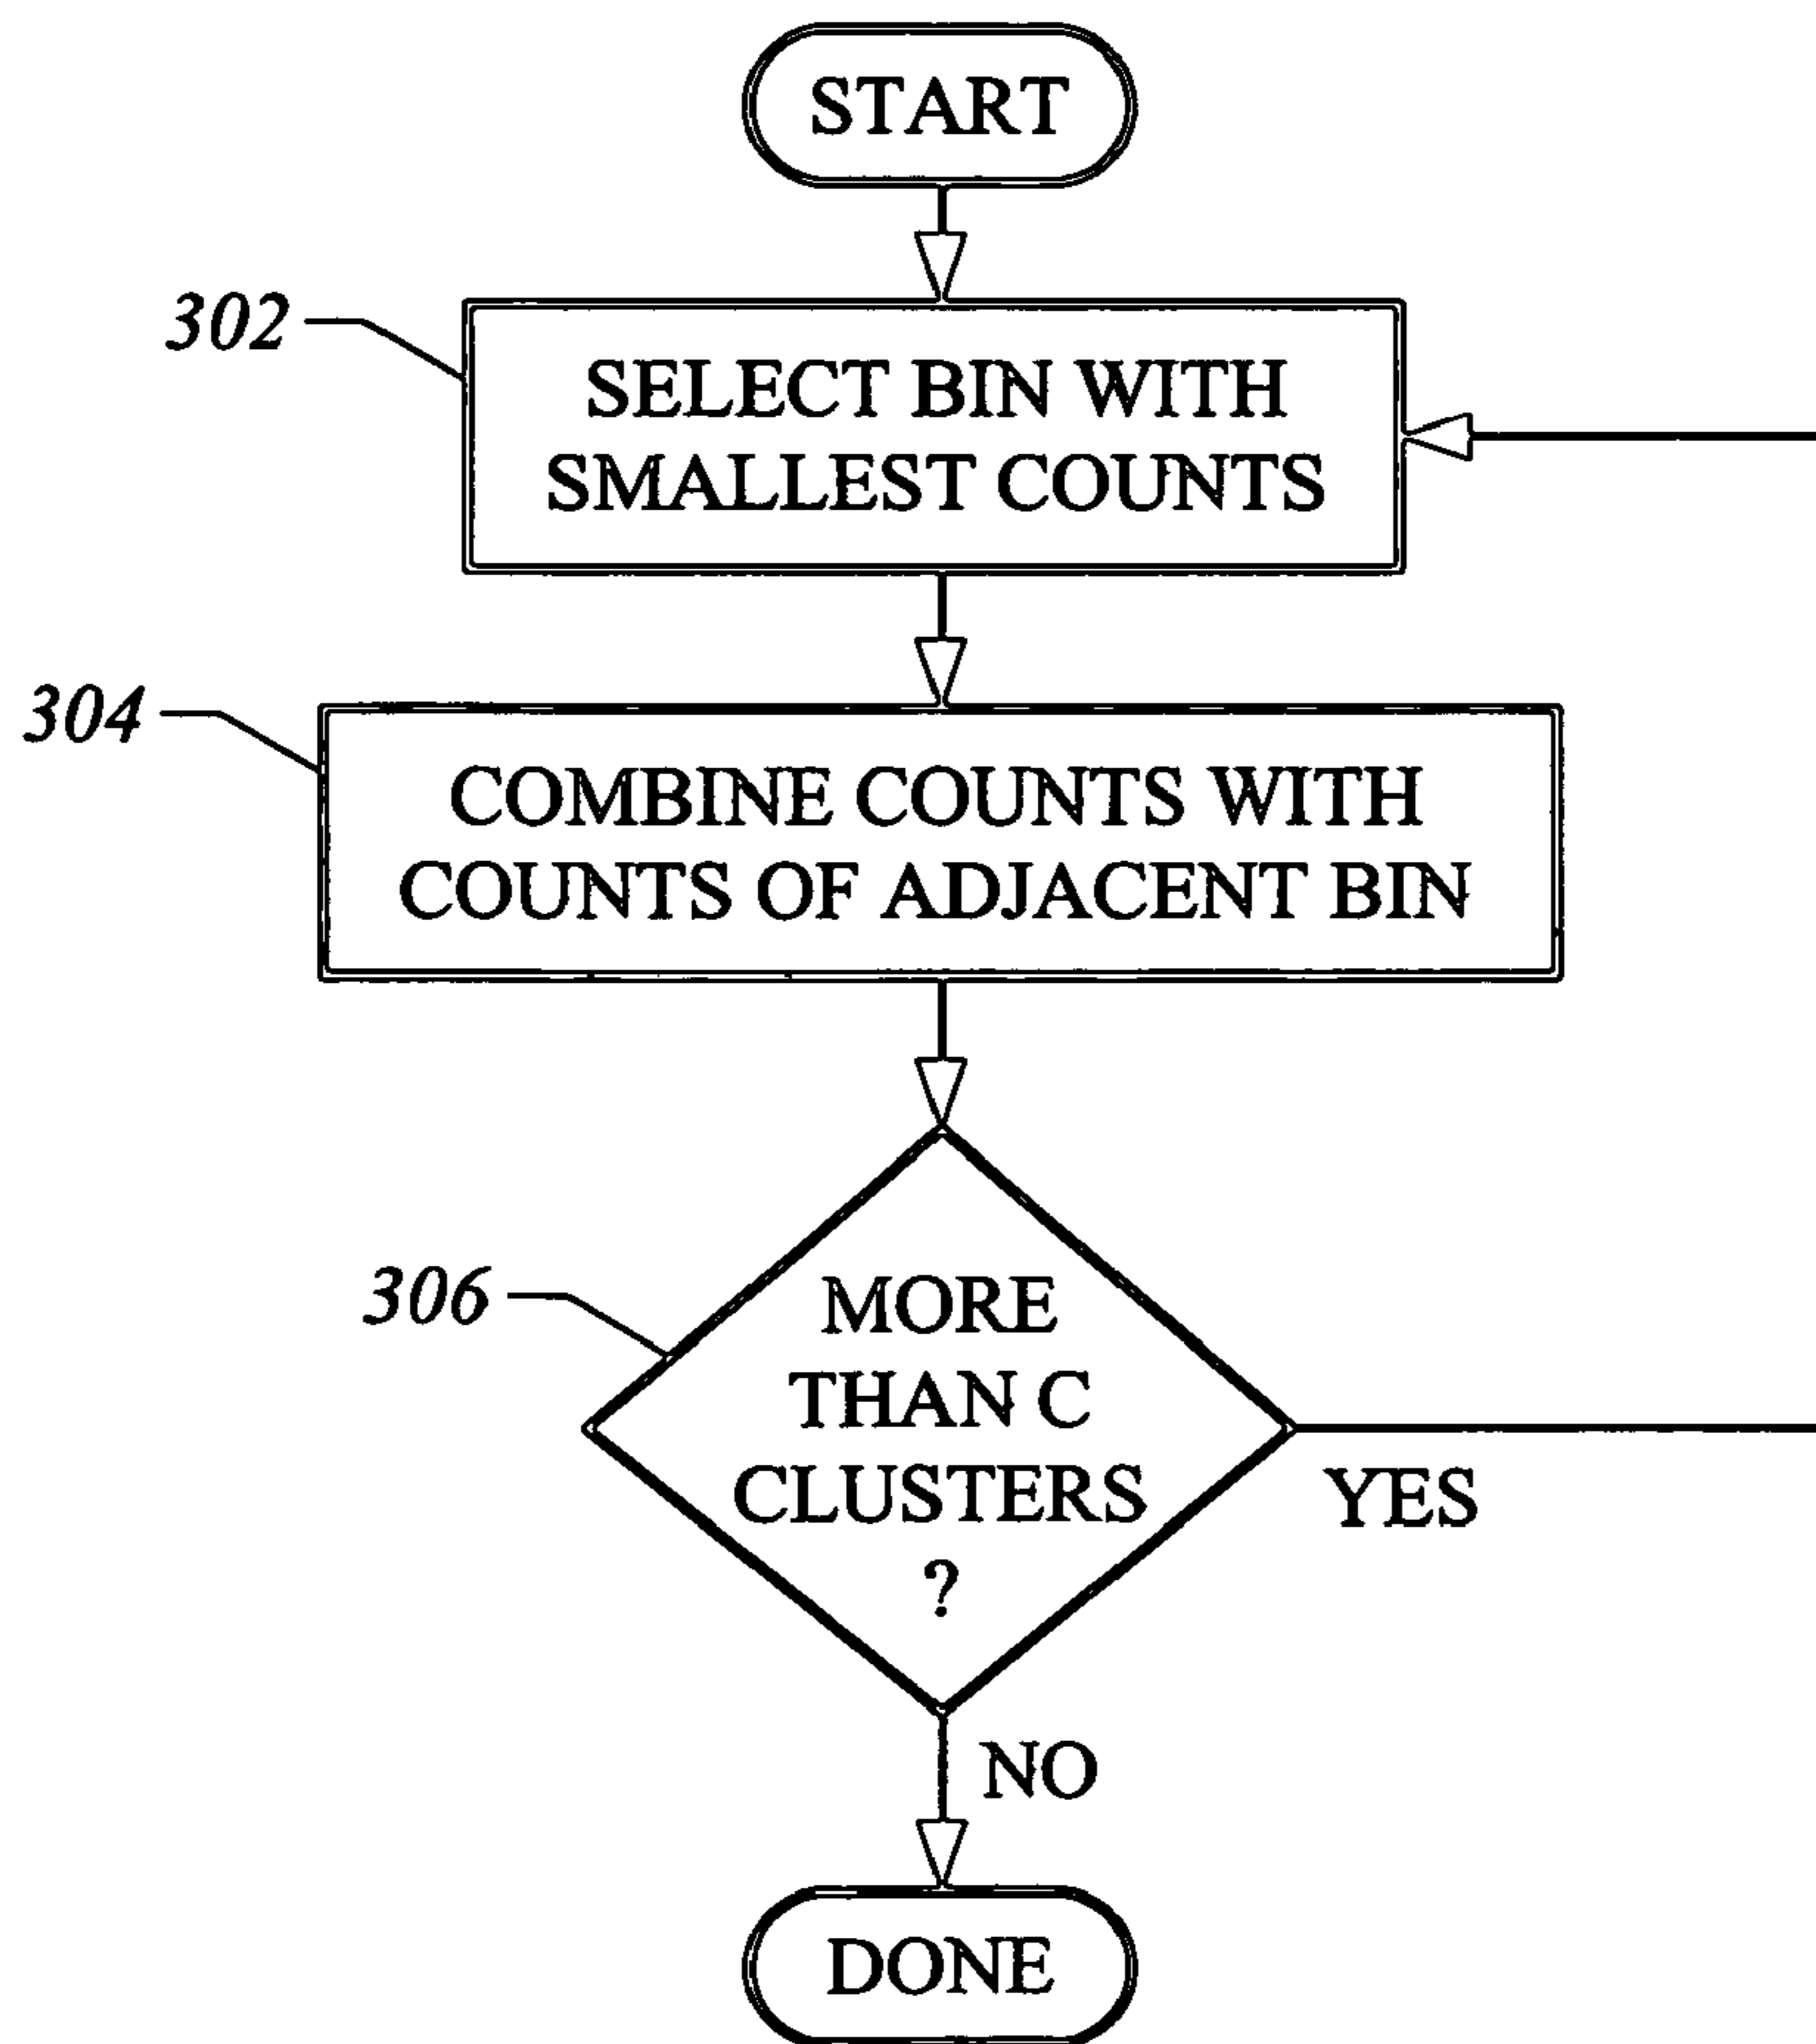 START
302
SELECT BIN WITH
SMALLEST COUNTS
304
COMBINE COUNTS WITH
COUNTS OF ADJACENT BIN
306
MORE
THAN C
CLUSTERS
?
YES
NO
DONE